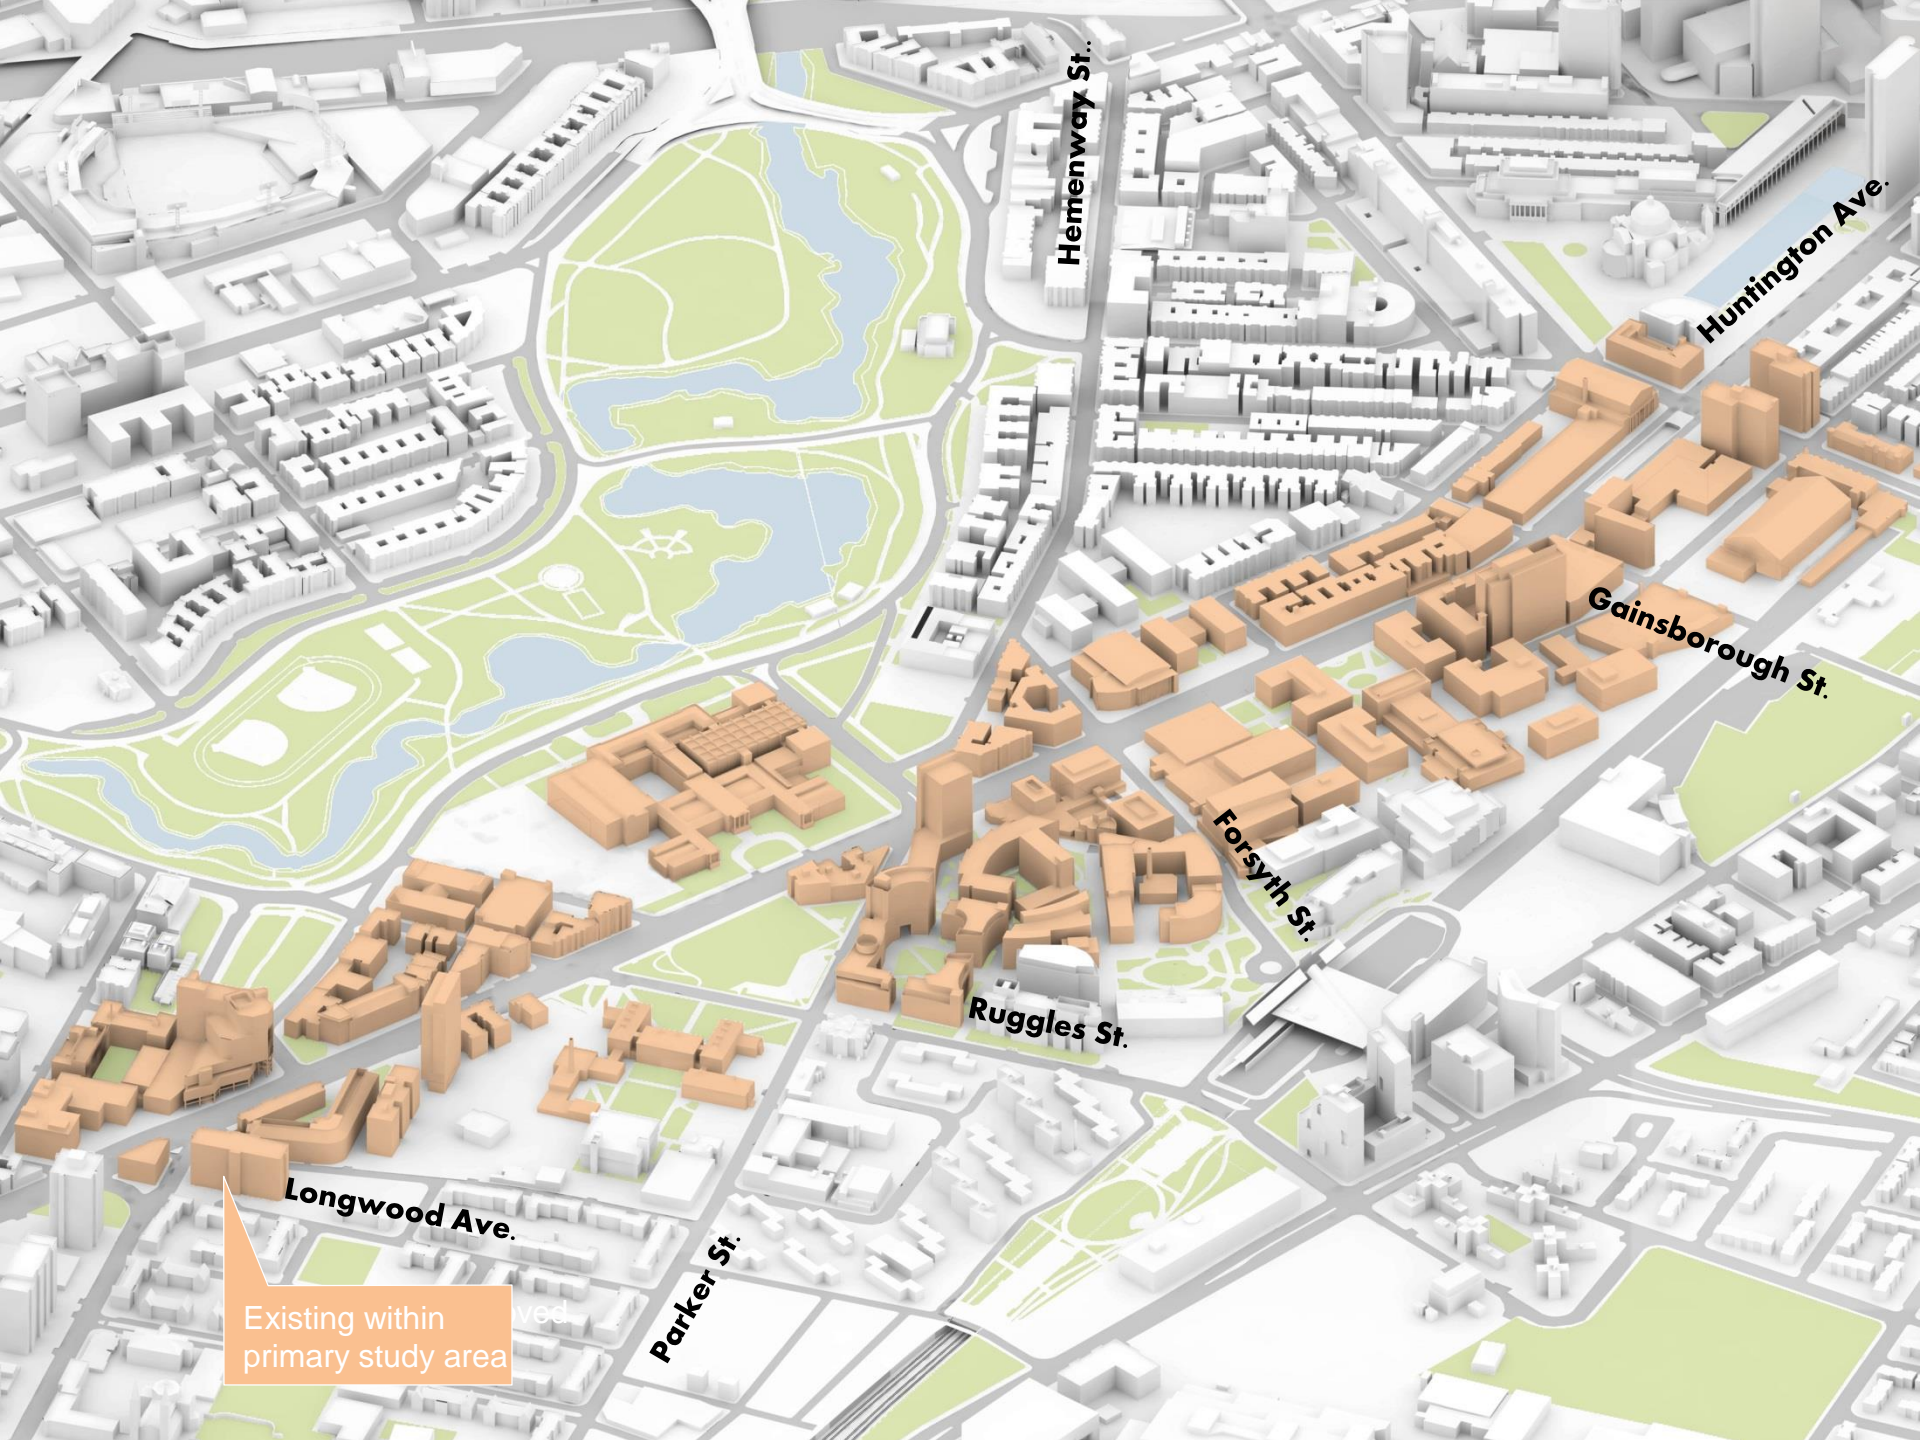 Hemenway St..
Huntington Ave.
Gainsborough St.
Forsyth St.
Ruggles St.
Longwood Ave.
Parker St.
Existing within
primary study area